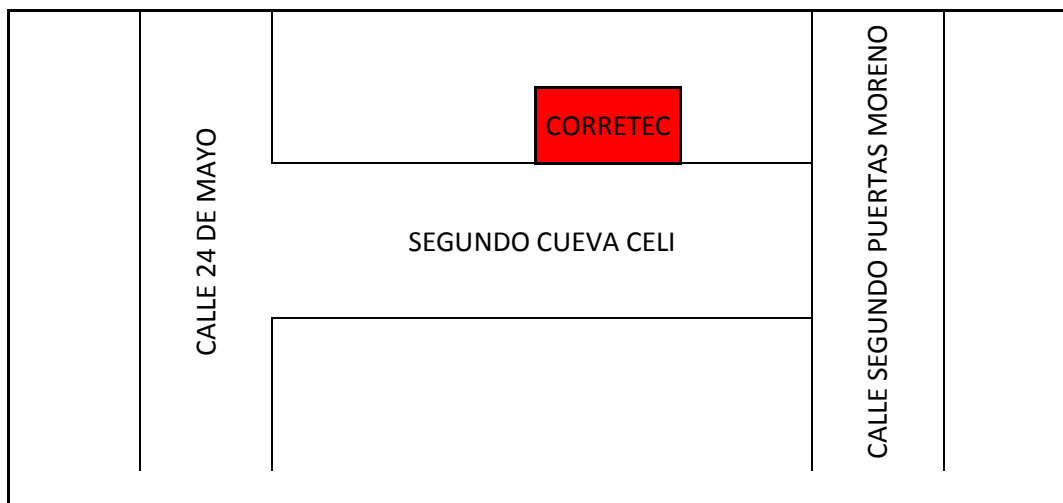 CALLE 24 DE MAYO
CORRETEC
SEGUNDO CUEVA CELI
CALLE SEGUNDO PUERTAS MORENO